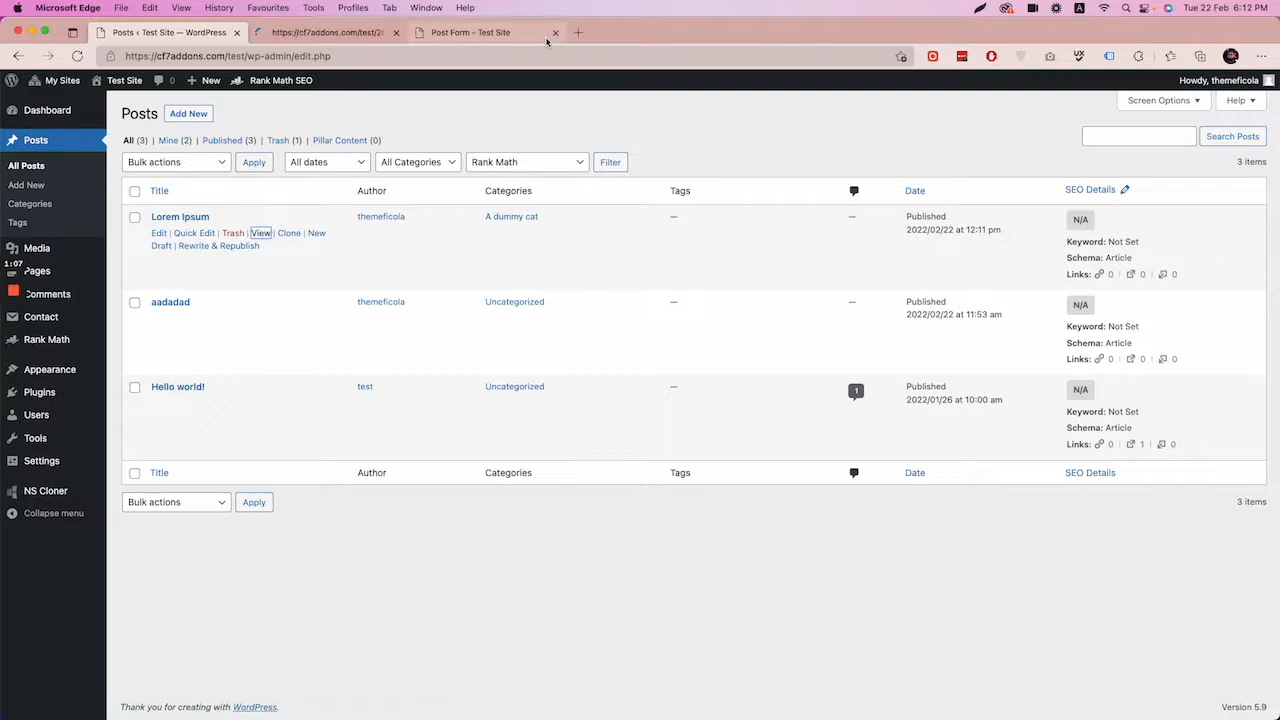 Microsoft Edge File Edit View History Favourites Tools Profiles Tab Window Help A Tue 22 Feb 6:12 PM
Posts ‹ Test Site — WordPress × https://cf7addons.com/test/20 × Post Form - Test Site × +
https://cf7addons.com/test/wp-admin/edit.php
My Sites Test Site 0 New Rank Math SEO Howdy, themeficola
Dashboard
Posts
All Posts
Add New
Categories
Tags
Media
1:07
Pages
Comments
Contact
Rank Math
Appearance
Plugins
Users
Tools
Settings
NS Cloner
Collapse menu
Screen Options ▼ Help ▼
Posts Add New
All (3) | Mine (2) | Published (3) | Trash (1) | Pillar Content (0)
Search Posts
Bulk actions Apply All dates All Categories Rank Math Filter 3 items
Title Author Categories Tags Date SEO Details
Lorem Ipsum themeficola A dummy cat — — Published N/A
Edit | Quick Edit | Trash | View | Clone | New 2022/02/22 at 12:11 pm
Draft | Rewrite & Republish Keyword: Not Set
Schema: Article
Links: 0 | 0 | 0
aadadad themeficola Uncategorized — — Published N/A
2022/02/22 at 11:53 am
Keyword: Not Set
Schema: Article
Links: 0 | 0 | 0
Hello world! test Uncategorized — 1 Published N/A
2022/01/26 at 10:00 am
Keyword: Not Set
Schema: Article
Links: 0 | 1 | 0
Title Author Categories Tags Date SEO Details
Bulk actions Apply 3 items
Thank you for creating with WordPress. Version 5.9